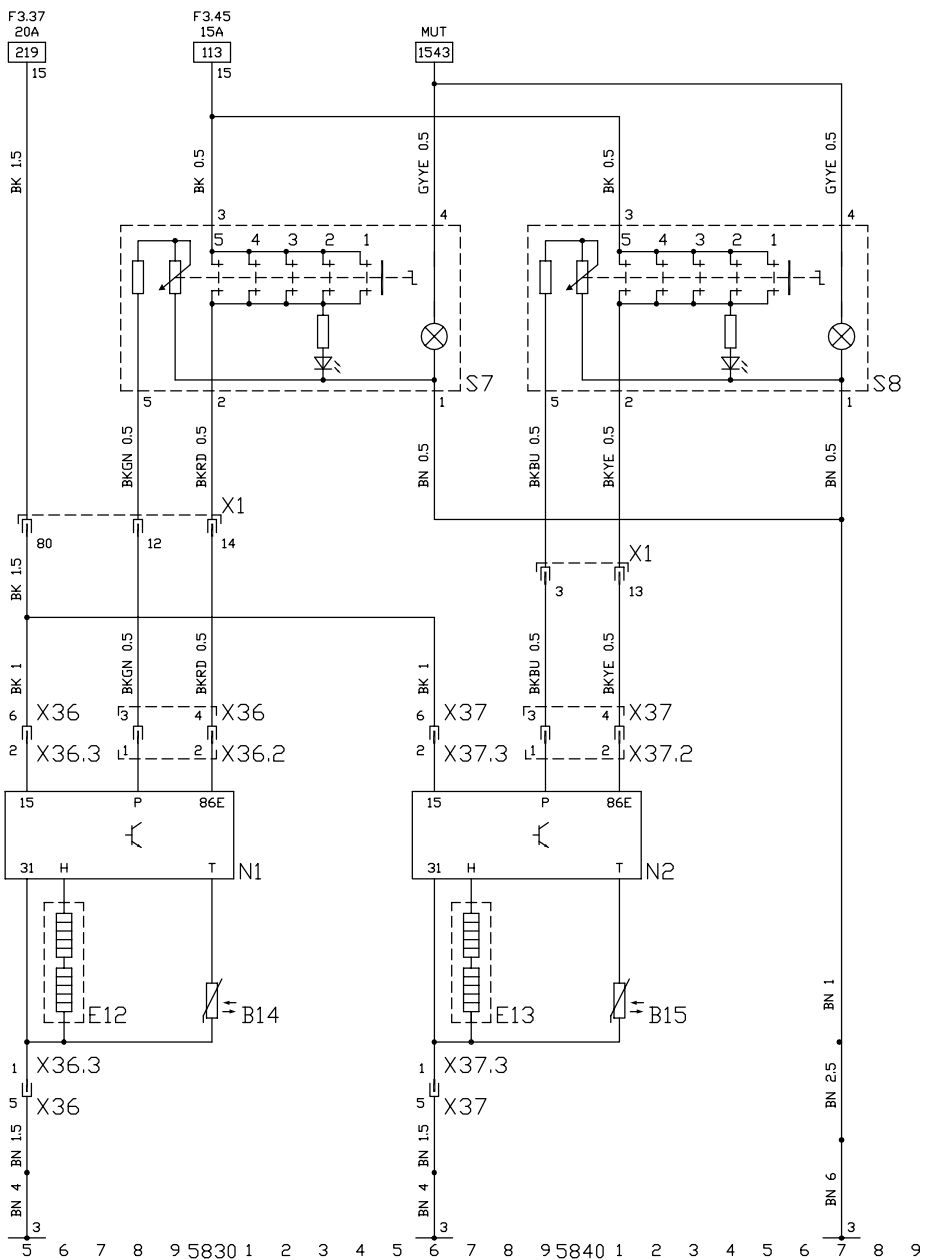 F3.37 F3.45
20A 15A MUT
219 113 1543
15 15
BK 1.5 BK 0.5 GYYE 0.5 BK 0.5 GYYE 0.5
3 4 3 4
5 4 3 2 1 5 4 3 2 1
S7 S8
5 2 1 5 2 1
BKGN 0.5 BKRD 0.5 BN 0.5 BKBU 0.5 BKYE 0.5 BN 0.5
X1
80 12 14
X1
3 13
BK 1.5
BK 1 BKGN 0.5 BKRD 0.5 BK 1 BKBU 0.5 BKYE 0.5
6 X36 3 4 X36 6 X37 3 4 X37
2 X36.3 1 2 X36.2 2 X37.3 1 2 X37.2
15 P 86E 15 P 86E
31 H T N1 31 H T N2
E12 B14 E13 B15
BN 1
1 X36.3 1 X37.3
5 X36 5 X37
BN 1.5 BN 1.5 BN 2.5
BN 4 BN 4 BN 6
3 3 3
5 6 7 8 9 5830 1 2 3 4 5 6 7 8 9 5840 1 2 3 4 5 6 7 8 9